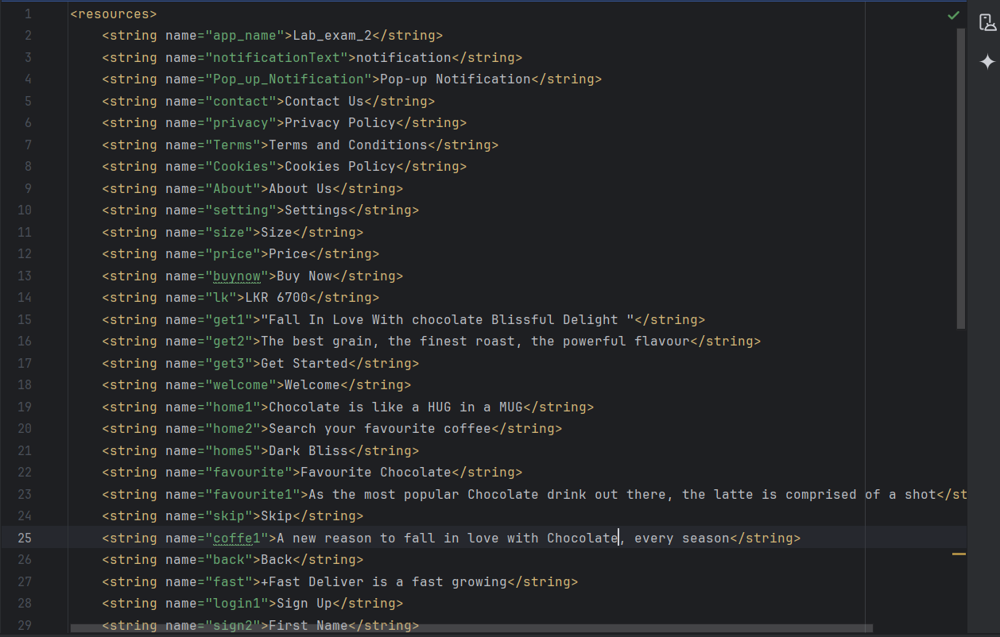 1 <resources>
2 <string name="app_name">Lab_exam_2</string>
3 <string name="notificationText">notification</string>
4 <string name="Pop_up_Notification">Pop-up Notification</string>
5 <string name="contact">Contact Us</string>
6 <string name="privacy">Privacy Policy</string>
7 <string name="Terms">Terms and Conditions</string>
8 <string name="Cookies">Cookies Policy</string>
9 <string name="About">About Us</string>
10 <string name="setting">Settings</string>
11 <string name="size">Size</string>
12 <string name="price">Price</string>
13 <string name="buynow">Buy Now</string>
14 <string name="lk">LKR 6700</string>
15 <string name="get1">"Fall In Love With chocolate Blissful Delight "</string>
16 <string name="get2">The best grain, the finest roast, the powerful flavour</string>
17 <string name="get3">Get Started</string>
18 <string name="welcome">Welcome</string>
19 <string name="home1">Chocolate is like a HUG in a MUG</string>
20 <string name="home2">Search your favourite coffee</string>
21 <string name="home5">Dark Bliss</string>
22 <string name="favourite">Favourite Chocolate</string>
23 <string name="favourite1">As the most popular Chocolate drink out there, the latte is comprised of a shot</st
24 <string name="skip">Skip</string>
25 <string name="coffe1">A new reason to fall in love with Chocolate, every season</string>
26 <string name="back">Back</string>
27 <string name="fast">+Fast Deliver is a fast growing</string>
28 <string name="login1">Sign Up</string>
29 <string name="sign2">First Name</string>